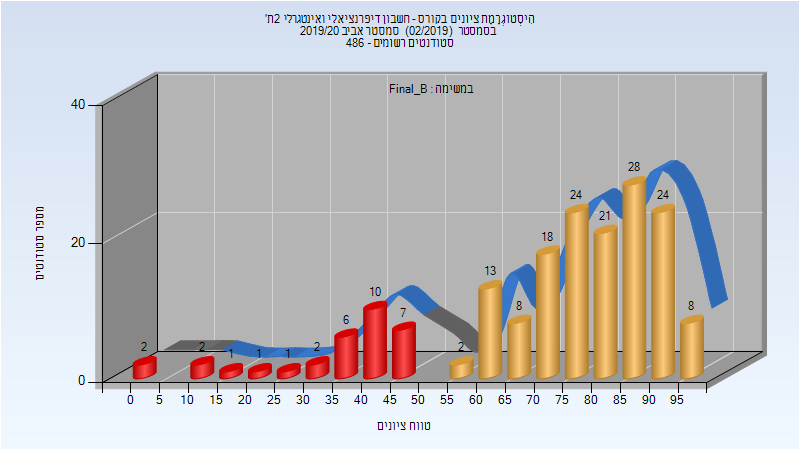 היסטוגרמת ציונים בקורס - חשבון דיפרנציאלי ואינטגרלי 2ת'
בסמסטר (02/2019) סמסטר אביב 2019/20
סטודנטים רשומים - 486
במשימה : Final_B
מספר סטודנטים
40
20
0
2 2 1 1 1 2 6 10 7 2 13 8 18 24 21 28 24 8
0 5 10 15 20 25 30 35 40 45 50 55 60 65 70 75 80 85 90 95
טווח ציונים